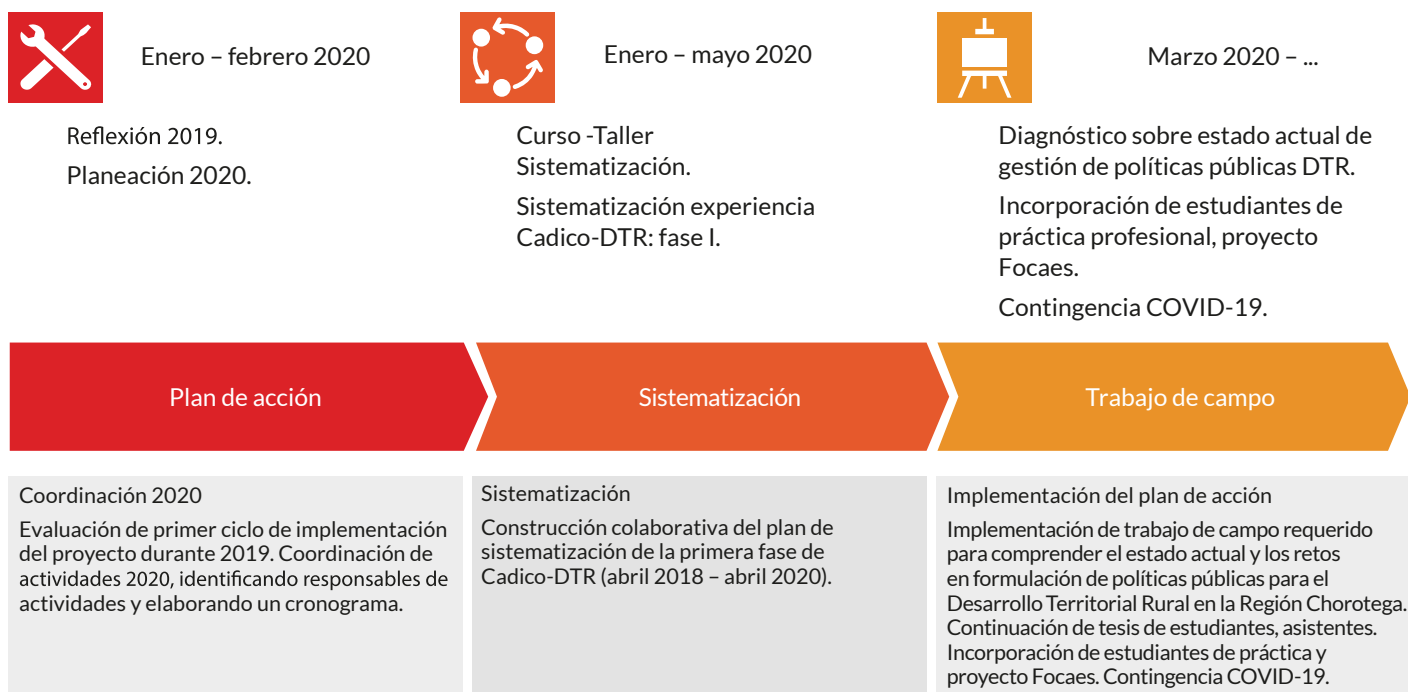 Enero – febrero 2020
Reflexión 2019.
Planeación 2020.
Enero – mayo 2020
Curso -Taller
Sistematización.
Sistematización experiencia
Cadico-DTR: fase I.
Marzo 2020 – ...
Diagnóstico sobre estado actual de
gestión de políticas públicas DTR.
Incorporación de estudiantes de
práctica profesional, proyecto
Focaes.
Contingencia COVID-19.
Plan de acción
Sistematización
Trabajo de campo
Coordinación 2020
Evaluación de primer ciclo de implementación
del proyecto durante 2019. Coordinación de
actividades 2020, identificando responsables de
actividades y elaborando un cronograma.
Sistematización
Construcción colaborativa del plan de
sistematización de la primera fase de
Cadico-DTR (abril 2018 – abril 2020).
Implementación del plan de acción
Implementación de trabajo de campo requerido
para comprender el estado actual y los retos
en formulación de políticas públicas para el
Desarrollo Territorial Rural en la Región Chorotega.
Continuación de tesis de estudiantes, asistentes.
Incorporación de estudiantes de práctica y
proyecto Focaes. Contingencia COVID-19.